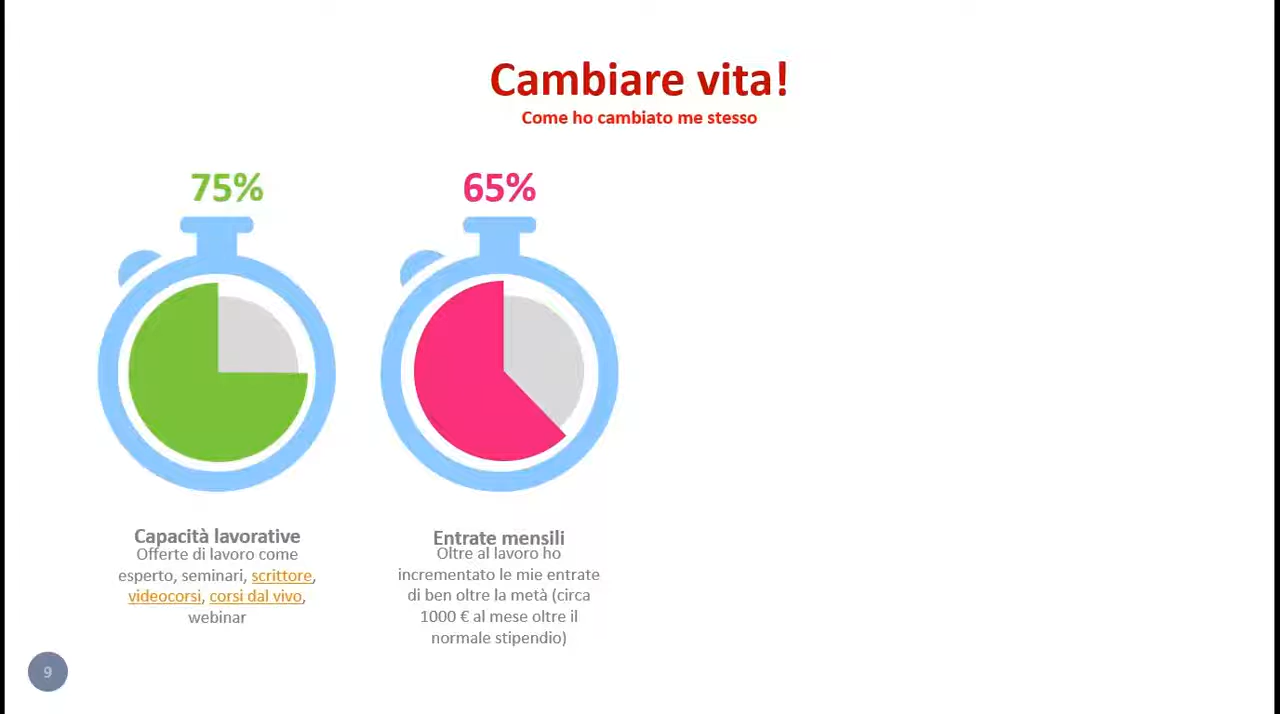 Cambiare vita!
Come ho cambiato me stesso
75%
65%
Capacità lavorative
Offerte di lavoro come
esperto, seminari, scrittore,
videocorsi, corsi dal vivo,
webinar
Entrate mensili
Oltre al lavoro ho
incrementato le mie entrate
di ben oltre la metà (circa
1000 € al mese oltre il
normale stipendio)
9